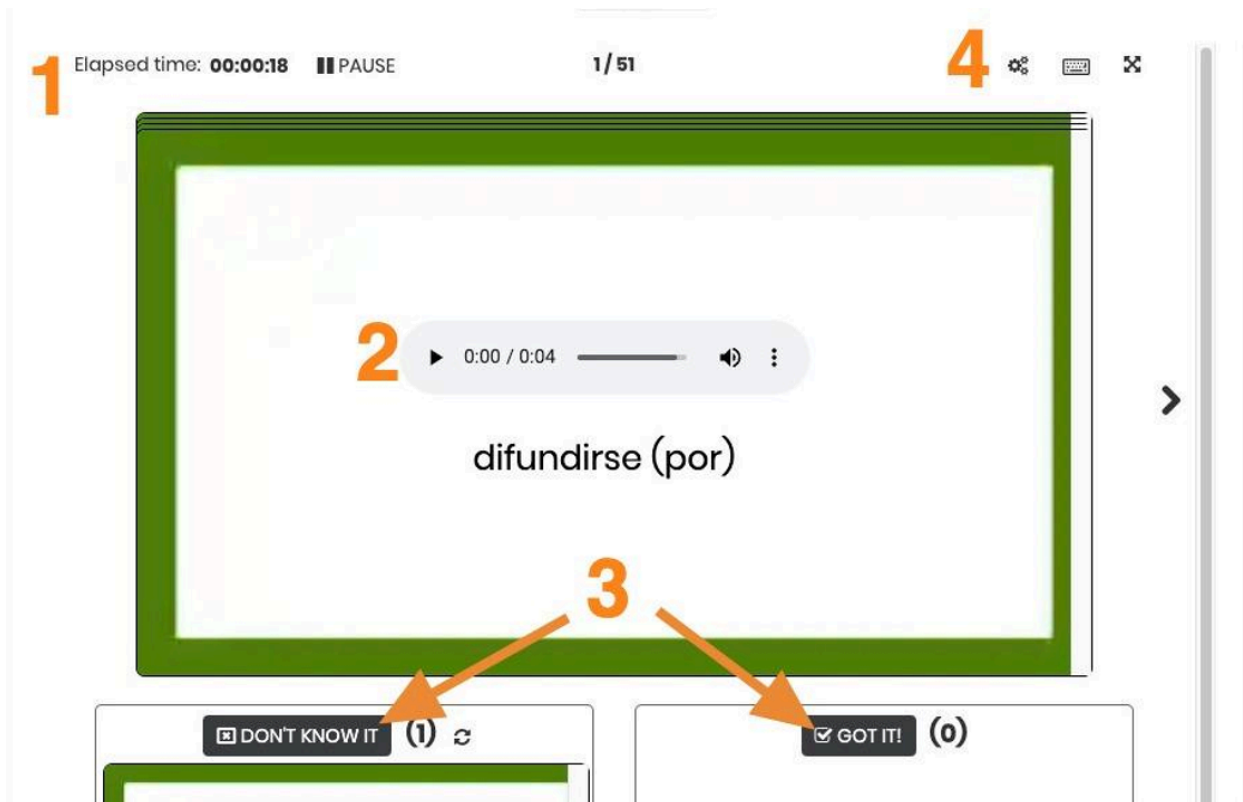 1 Elapsed time: 00:00:18 PAUSE 1/51 4
2 0:00 / 0:04
difundirse (por)
3
DON'T KNOW IT (1) GOT IT! (0)